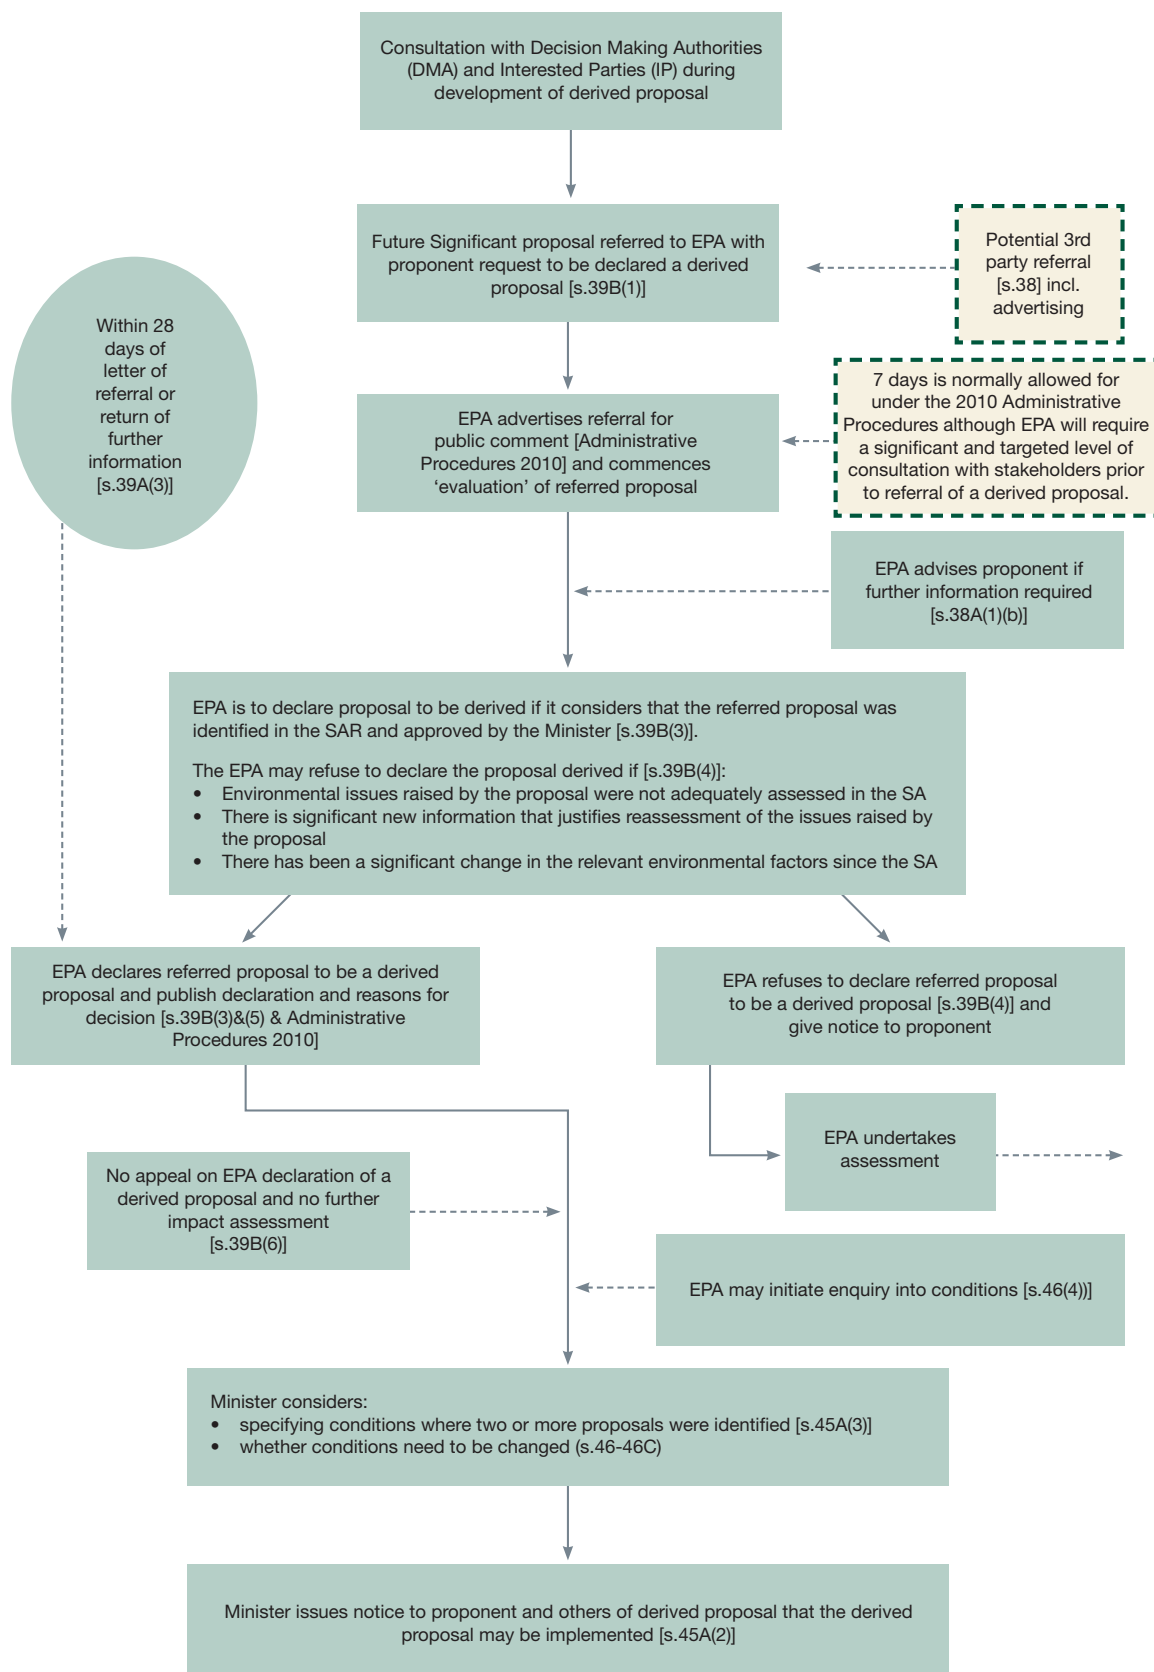 Consultation with Decision Making Authorities
(DMA) and Interested Parties (IP) during
development of derived proposal
Future Significant proposal referred to EPA with
proponent request to be declared a derived
proposal [s.39B(1)]
Potential 3rd
party referral
[s.38] incl.
advertising
Within 28
days of
letter of
referral or
return of
further
information
[s.39A(3)]
EPA advertises referral for
public comment [Administrative
Procedures 2010] and commences
‘evaluation’ of referred proposal
7 days is normally allowed for
under the 2010 Administrative
Procedures although EPA will require
a significant and targeted level of
consultation with stakeholders prior
to referral of a derived proposal.
EPA advises proponent if
further information required
[s.38A(1)(b)]
EPA is to declare proposal to be derived if it considers that the referred proposal was
identified in the SAR and approved by the Minister [s.39B(3)].
The EPA may refuse to declare the proposal derived if [s.39B(4)]:
• Environmental issues raised by the proposal were not adequately assessed in the SA
• There is significant new information that justifies reassessment of the issues raised by
the proposal
• There has been a significant change in the relevant environmental factors since the SA
EPA declares referred proposal to be a derived
proposal and publish declaration and reasons for
decision [s.39B(3)&(5) & Administrative
Procedures 2010]
EPA refuses to declare referred proposal
to be a derived proposal [s.39B(4)] and
give notice to proponent
EPA undertakes
assessment
No appeal on EPA declaration of a
derived proposal and no further
impact assessment
[s.39B(6)]
EPA may initiate enquiry into conditions [s.46(4))]
Minister considers:
• specifying conditions where two or more proposals were identified [s.45A(3)]
• whether conditions need to be changed (s.46-46C)
Minister issues notice to proponent and others of derived proposal that the derived
proposal may be implemented [s.45A(2)]